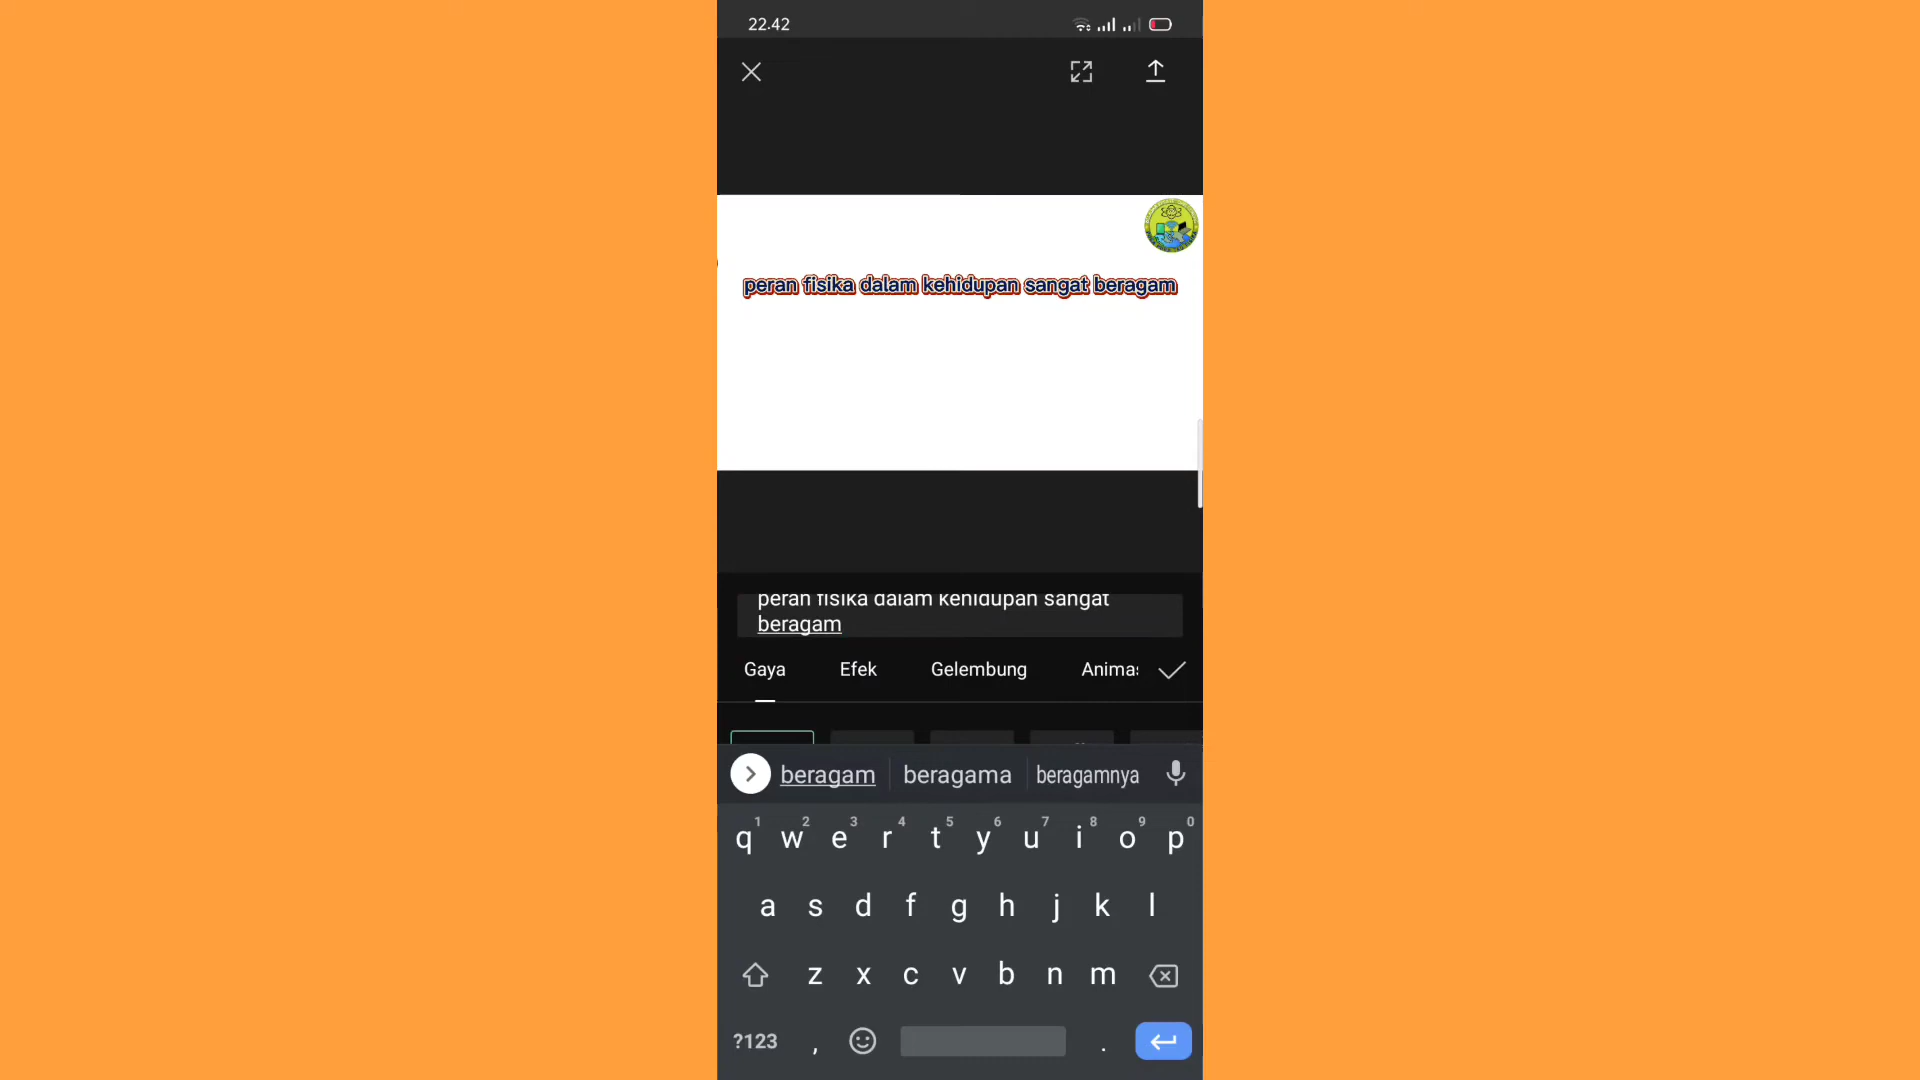 22.42
peran fisika dalam kehidupan sangat beragam
peran fisika dalam kehidupan sangat
beragam
Gaya Efek Gelembung Animas
beragam beragama beragamnya
1 2 3 4 5 6 7 8 9 0
q w e r t y u i o p
a s d f g h j k l
z x c v b n m
?123 , .